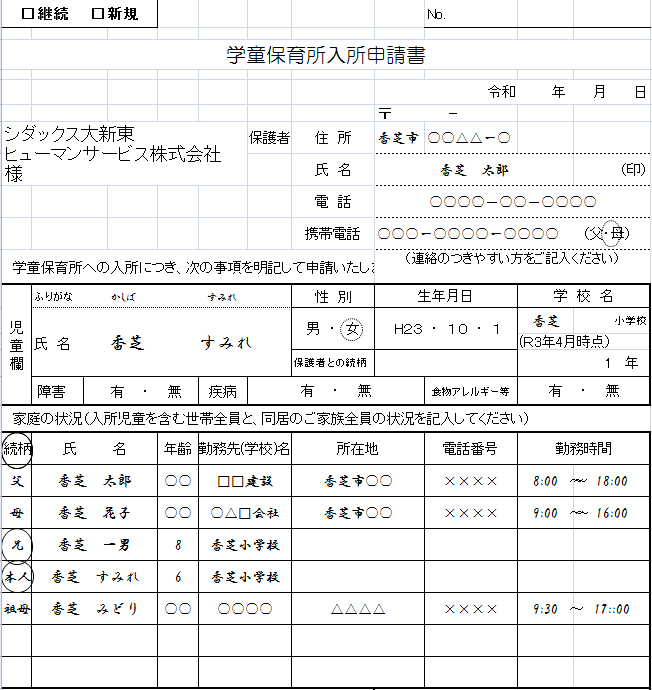 □継続 □新規 No.
学童保育所入所申請書
令和 年 月 日
〒 －
シダックス大新東
ヒューマンサービス株式会社
様
保護者 住 所 香芝市 ○○△△ー○
氏 名 香芝 太郎 (印)
電 話 ○○○○ー○○ー○○○○
携帯電話 ○○○ー○○○○ー○○○○ (父・母)
(連絡のつきやすい方をご記入ください)
学童保育所への入所につき、次の事項を明記して申請いたしま
児童欄
ふりがな かしば すみれ 性 別 生年月日 学 校 名
氏 名 香芝 すみれ 男 ・ 女 H23 ・ 10 ・ 1 香芝 小学校
(R3年4月時点)
保護者との続柄 1 年
障害 有 ・ 無 疾病 有 ・ 無 食物アレルギー等 有 ・ 無
家庭の状況(入所児童を含む世帯全員と、同居のご家族全員の状況を記入してください)
続柄 氏 名 年齢 勤務先(学校)名 所在地 電話番号 勤務時間
父 香芝 太郎 ○○ □□建設 香芝市○○ ×××× 8:00 ～ 18:00
母 香芝 花子 ○○ ○△□会社 香芝市○○ ×××× 9:00 ～ 16:00
兄 香芝 一男 8 香芝小学校
本人 香芝 すみれ 6 香芝小学校
祖母 香芝 みどり ○○ ○○○○ △△△△ ×××× 9:30 ～ 17::00